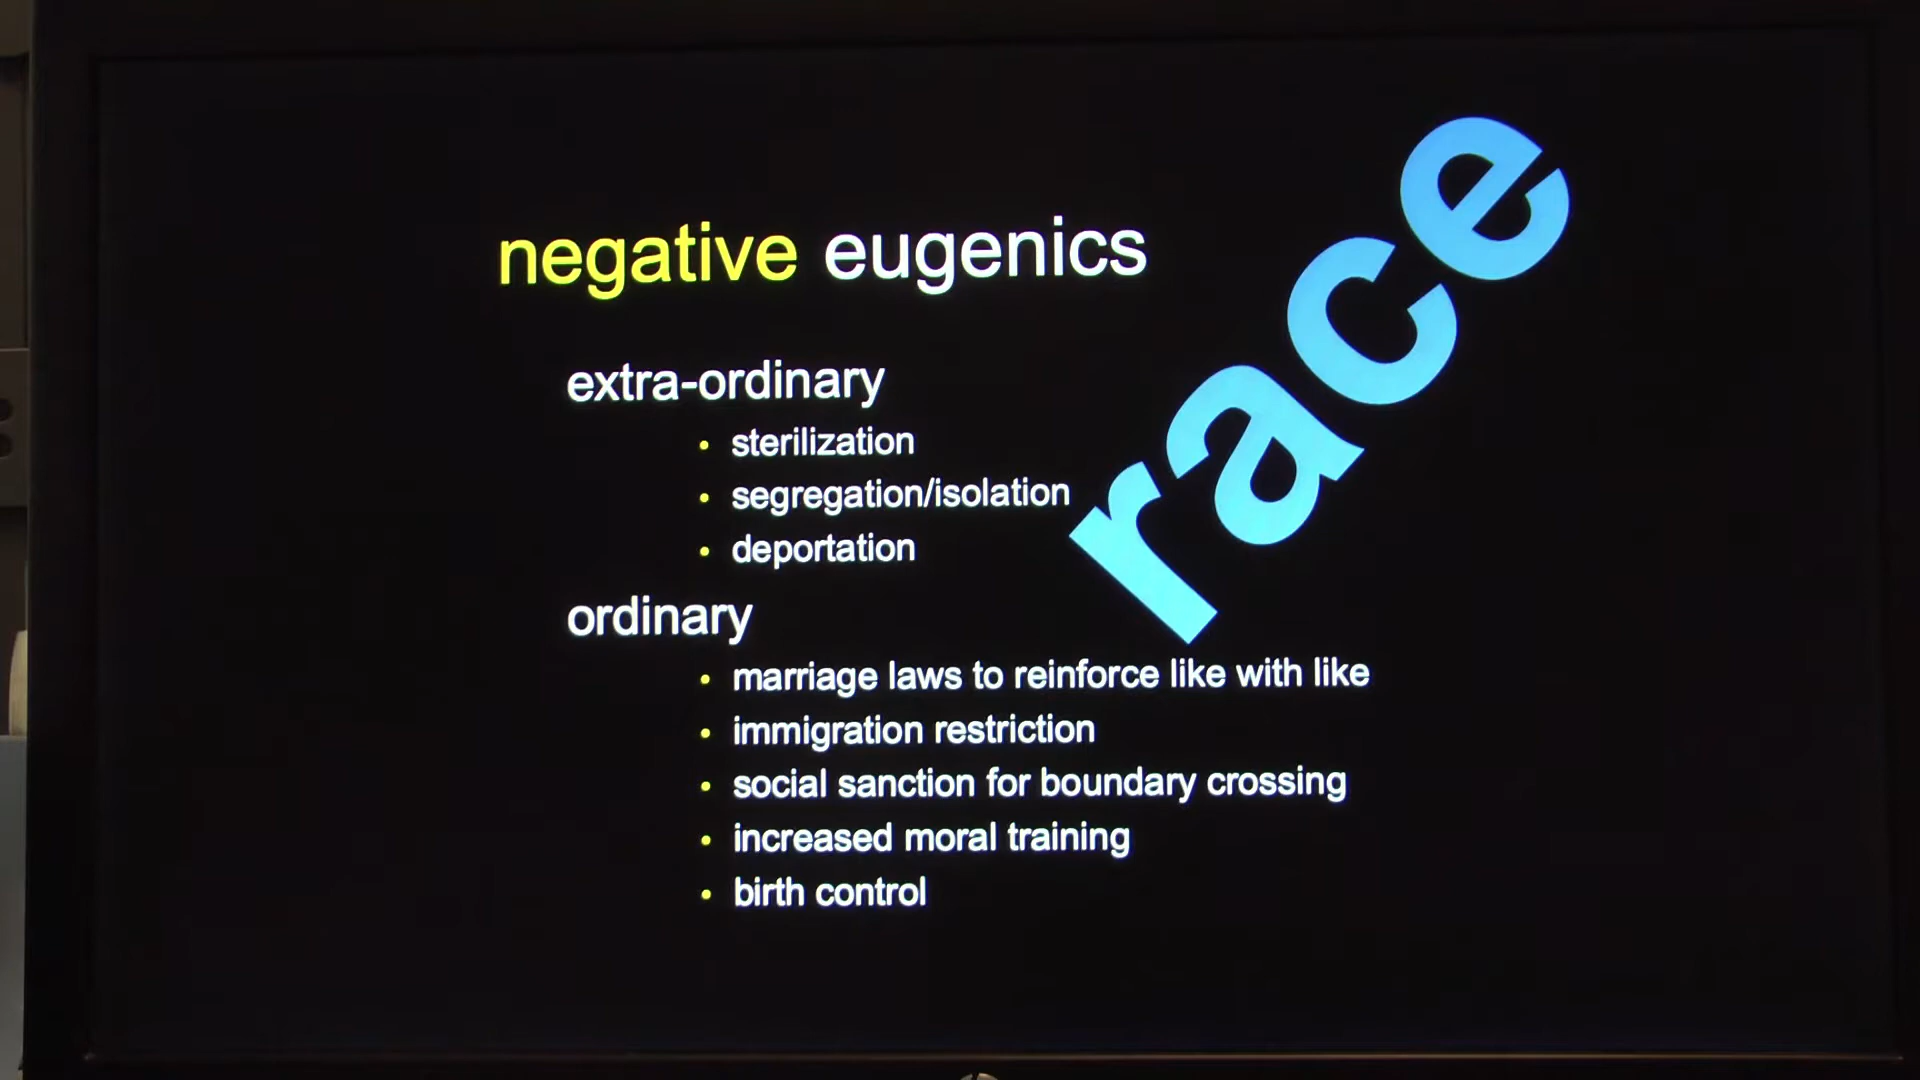 negative eugenics
race
extra-ordinary
• sterilization
• segregation/isolation
• deportation
ordinary
• marriage laws to reinforce like with like
• immigration restriction
• social sanction for boundary crossing
• increased moral training
• birth control